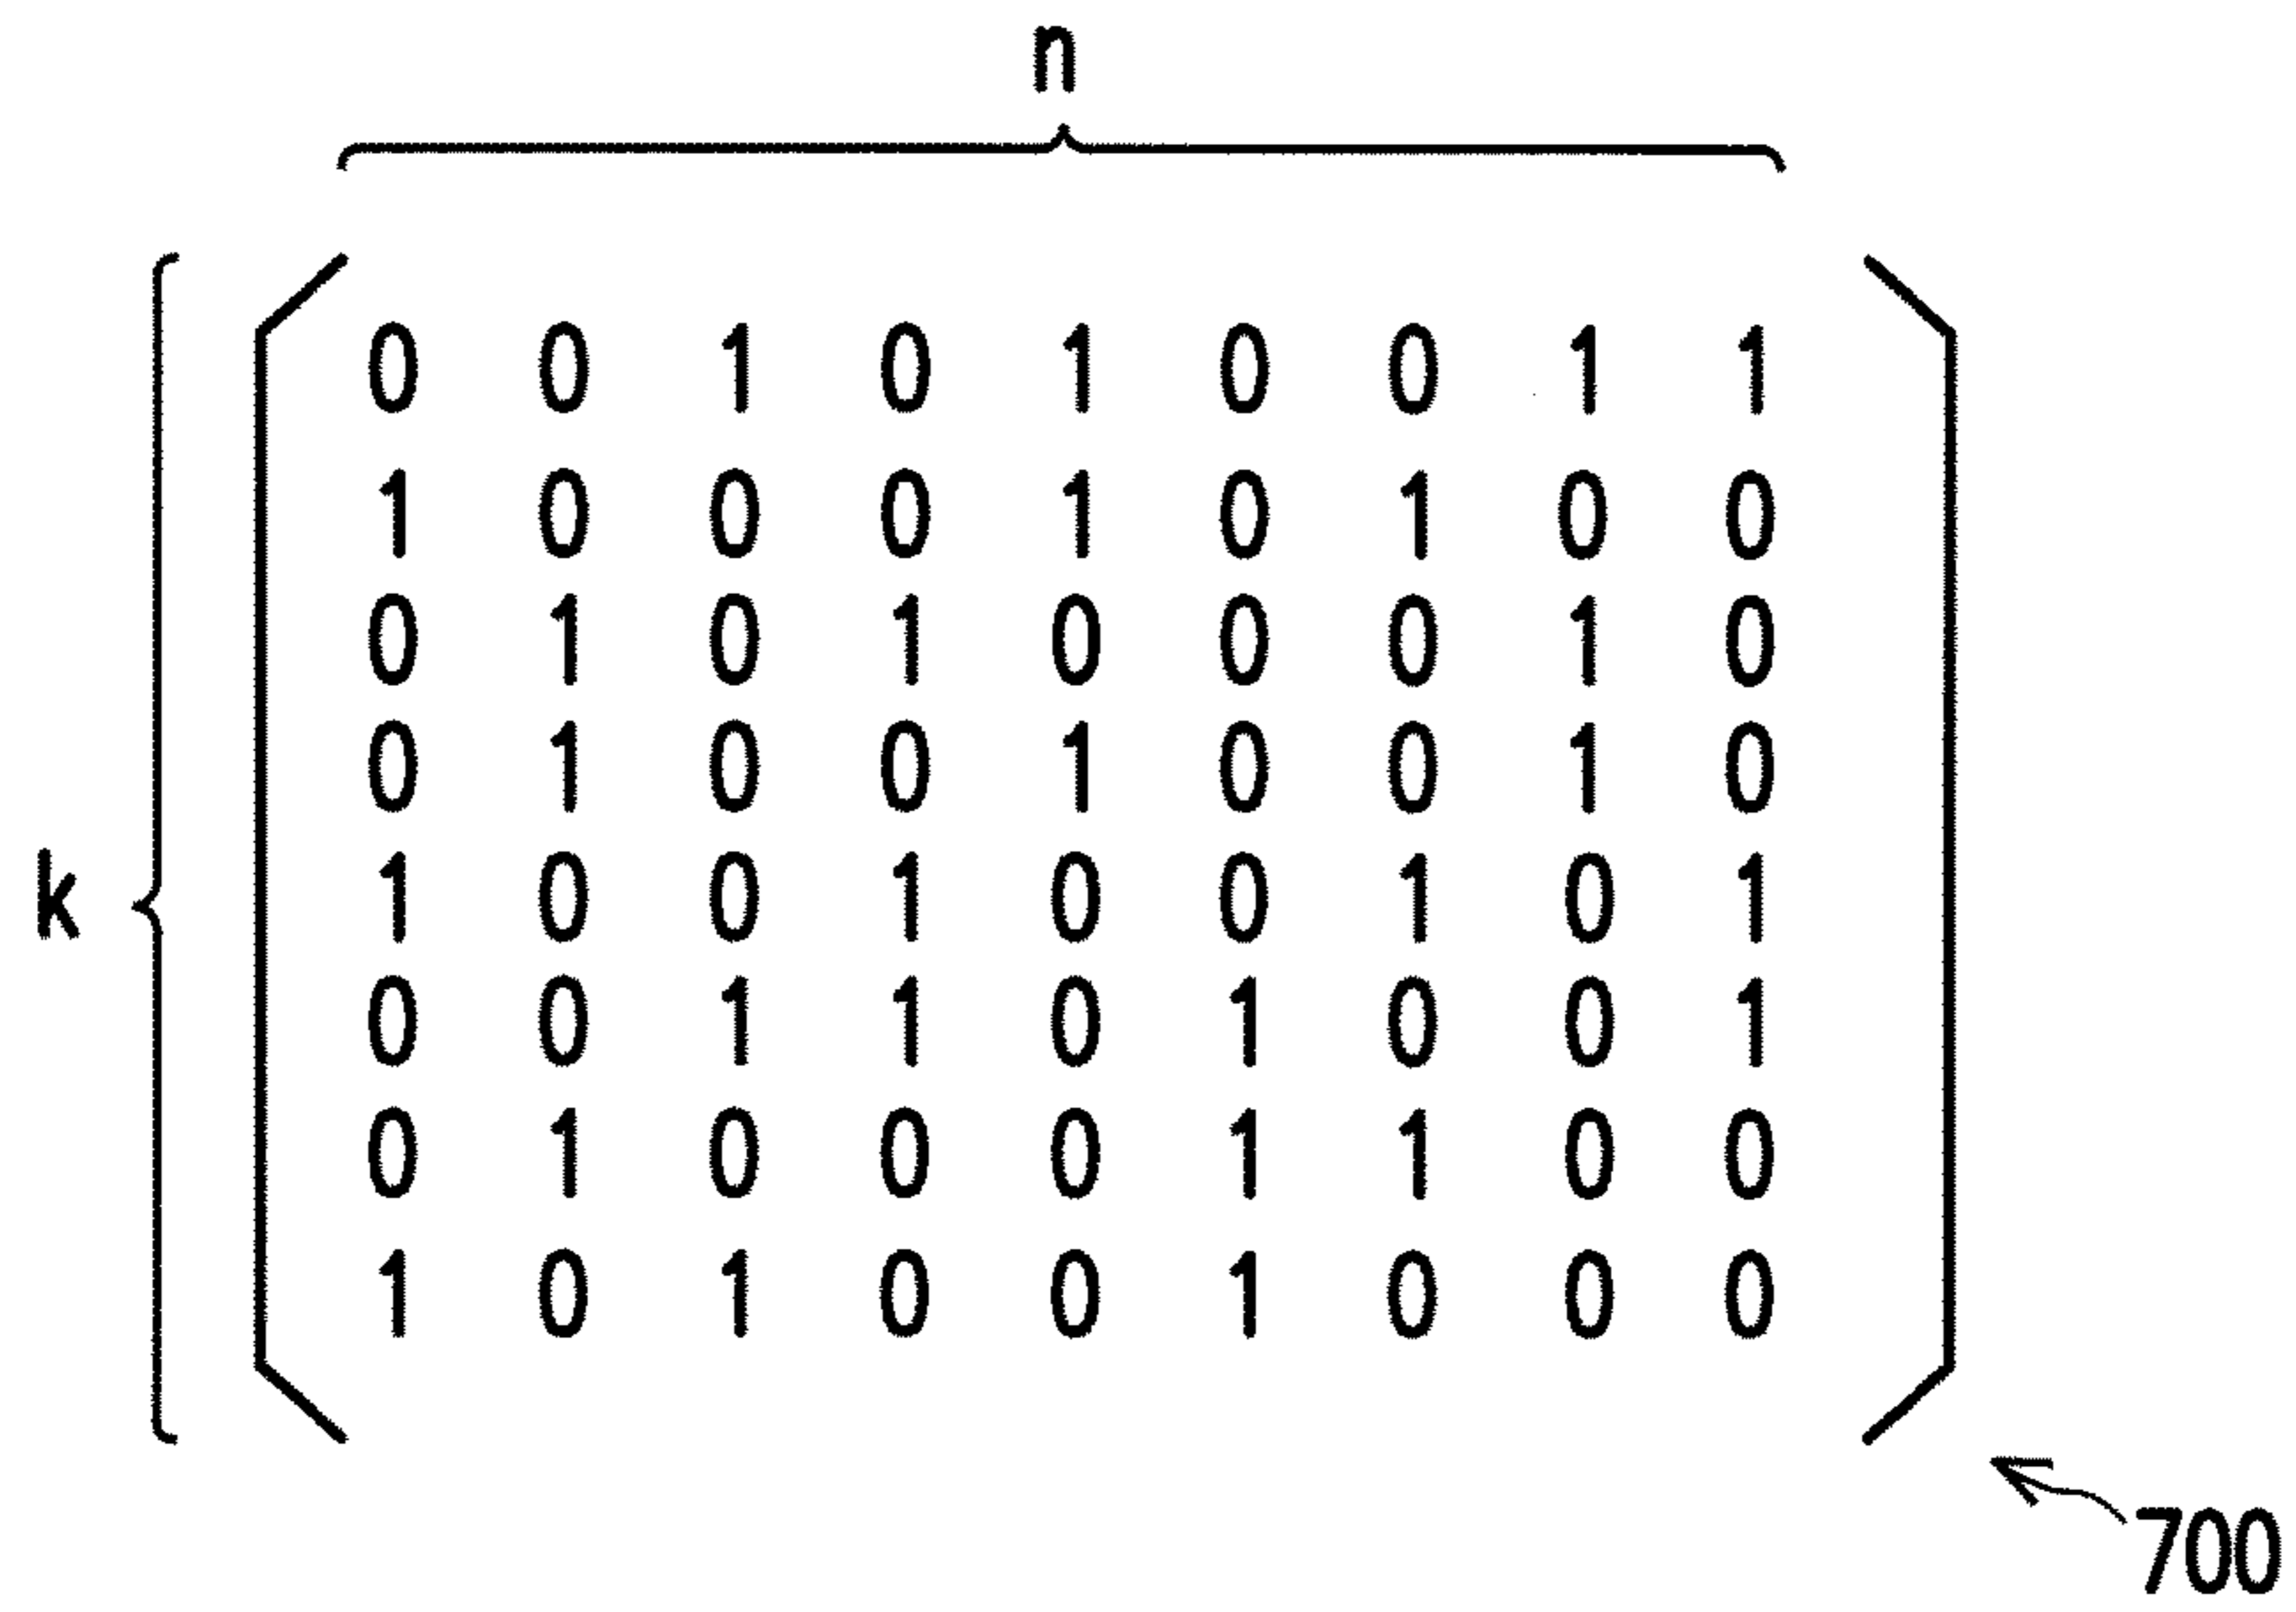 n
0 0 1 0 1 0 0 1 1
1 0 0 0 1 0 1 0 0
0 1 0 1 0 0 0 1 0
0 1 0 0 1 0 0 1 0
k
1 0 0 1 0 0 1 0 1
0 0 1 1 0 1 0 0 1
0 1 0 0 0 1 1 0 0
1 0 1 0 0 1 0 0 0
700